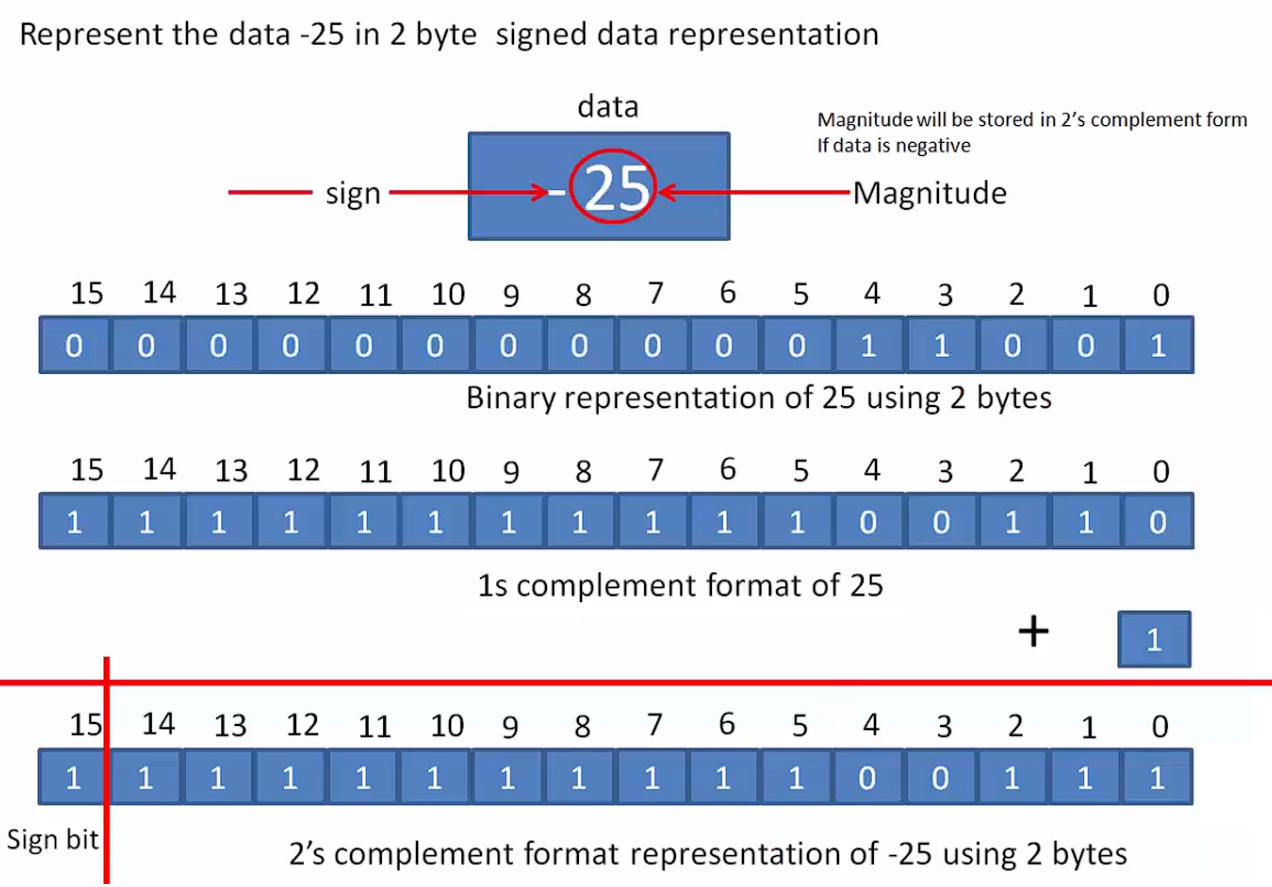 Represent the data -25 in 2 byte  signed data representation
data
Magnitude will be stored in 2's complement form
If data is negative
sign - 25 Magnitude
15 14 13 12 11 10 9 8 7 6 5 4 3 2 1 0
0 0 0 0 0 0 0 0 0 0 0 1 1 0 0 1
Binary representation of 25 using 2 bytes
15 14 13 12 11 10 9 8 7 6 5 4 3 2 1 0
1 1 1 1 1 1 1 1 1 1 1 0 0 1 1 0
1s complement format of 25
+ 1
15 14 13 12 11 10 9 8 7 6 5 4 3 2 1 0
1 1 1 1 1 1 1 1 1 1 1 0 0 1 1 1
Sign bit
2's complement format representation of -25 using 2 bytes